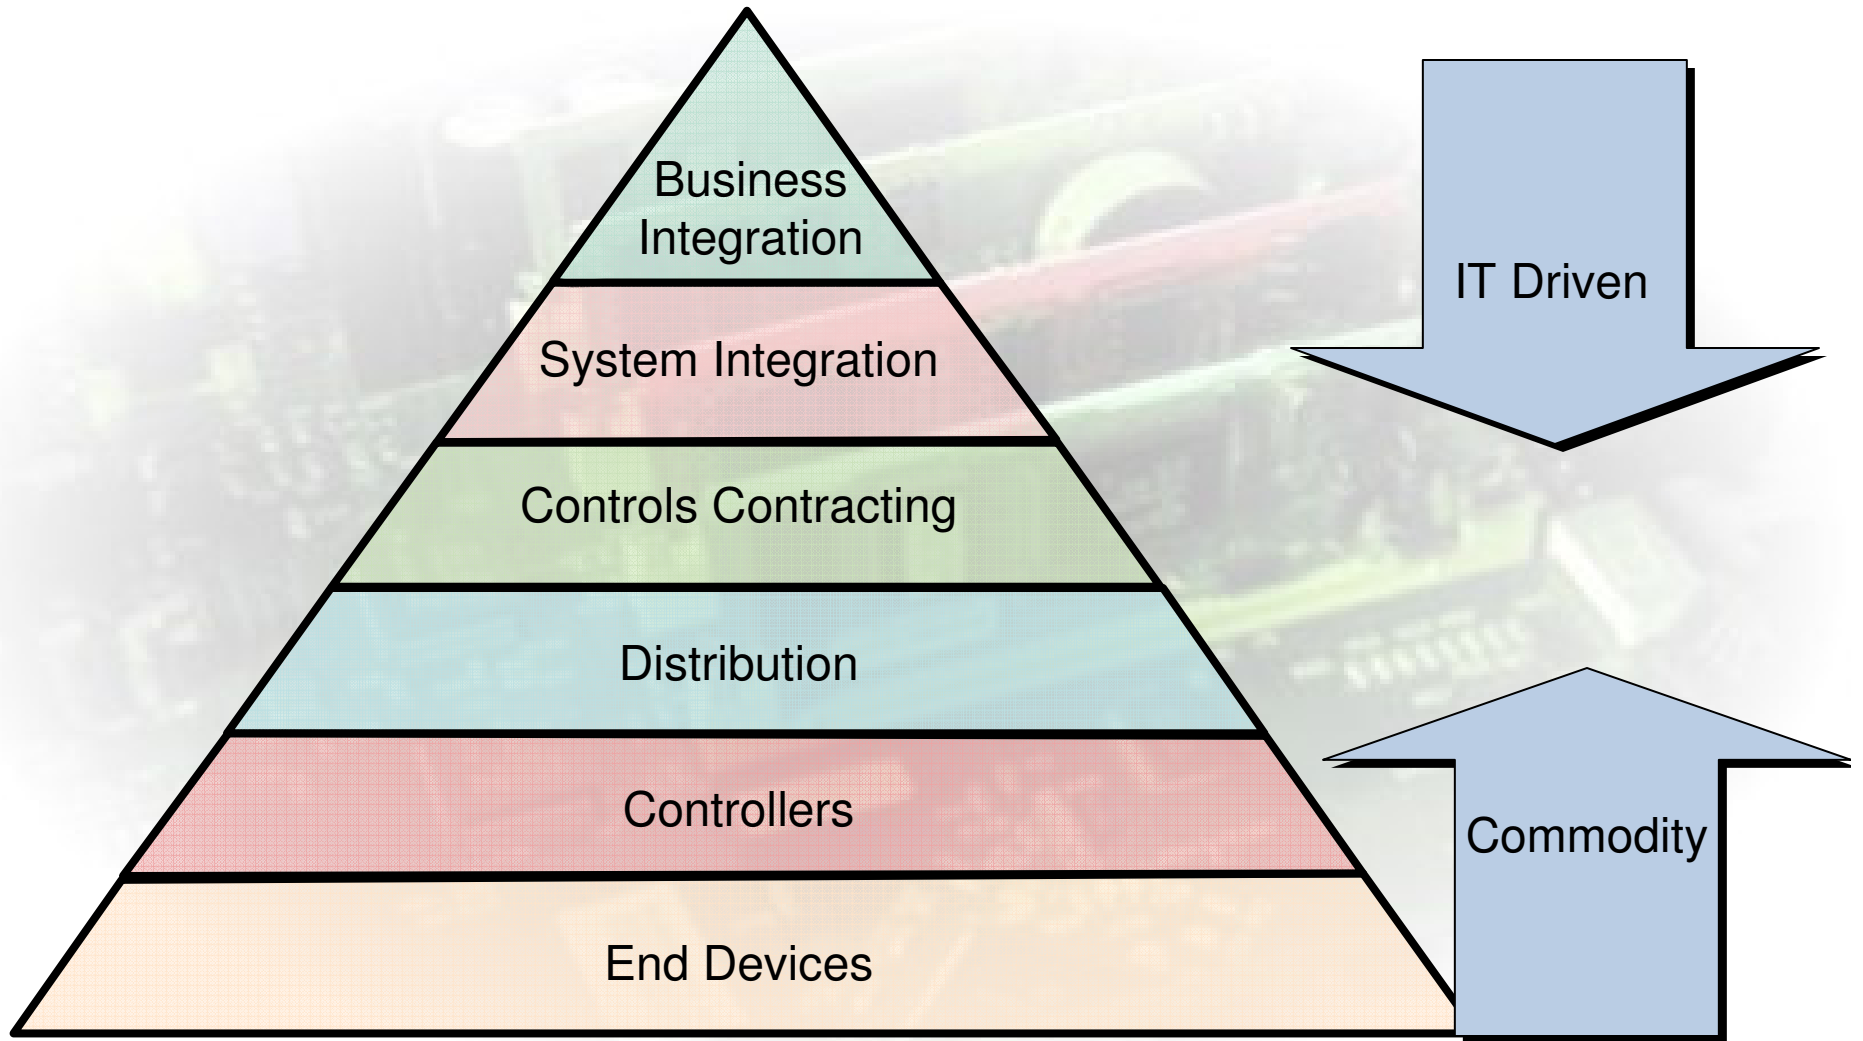 Business
Integration
System Integration
Controls Contracting
Distribution
Controllers
End Devices
IT Driven
Commodity